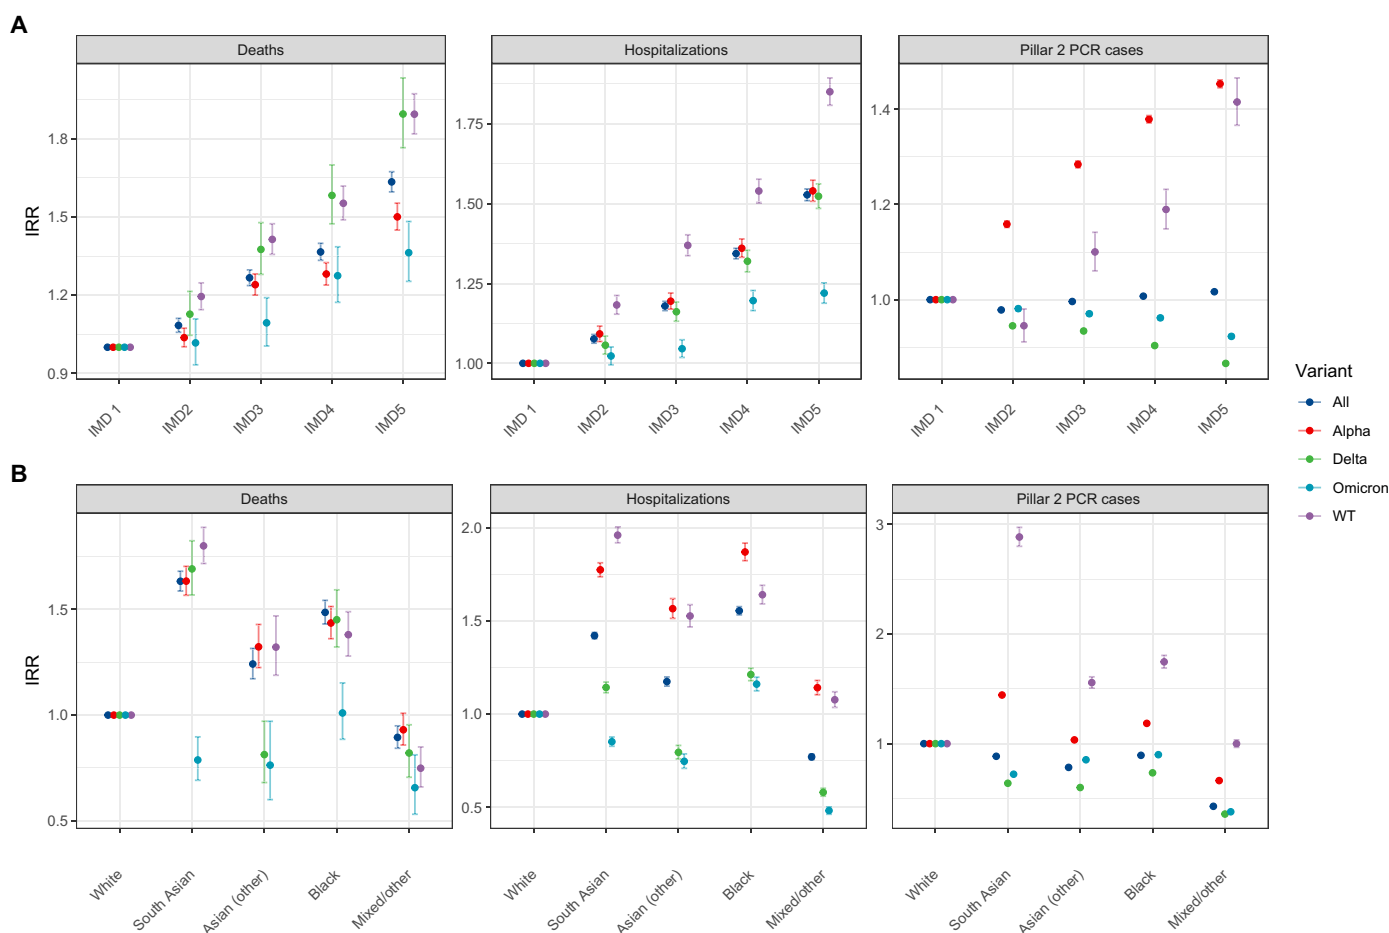 A
Deaths
Hospitalizations
Pillar 2 PCR cases
IRR
1.8
1.5
1.2
0.9
1.75
1.50
1.25
1.00
1.4
1.2
1.0
IMD 1
IMD2
IMD3
IMD4
IMD5
IMD 1
IMD2
IMD3
IMD4
IMD5
IMD 1
IMD2
IMD3
IMD4
IMD5
Variant
All
Alpha
Delta
Omicron
WT
B
Deaths
Hospitalizations
Pillar 2 PCR cases
IRR
1.5
1.0
0.5
2.0
1.5
1.0
0.5
3
2
1
White
South Asian
Asian (other)
Black
Mixed/other
White
South Asian
Asian (other)
Black
Mixed/other
White
South Asian
Asian (other)
Black
Mixed/other